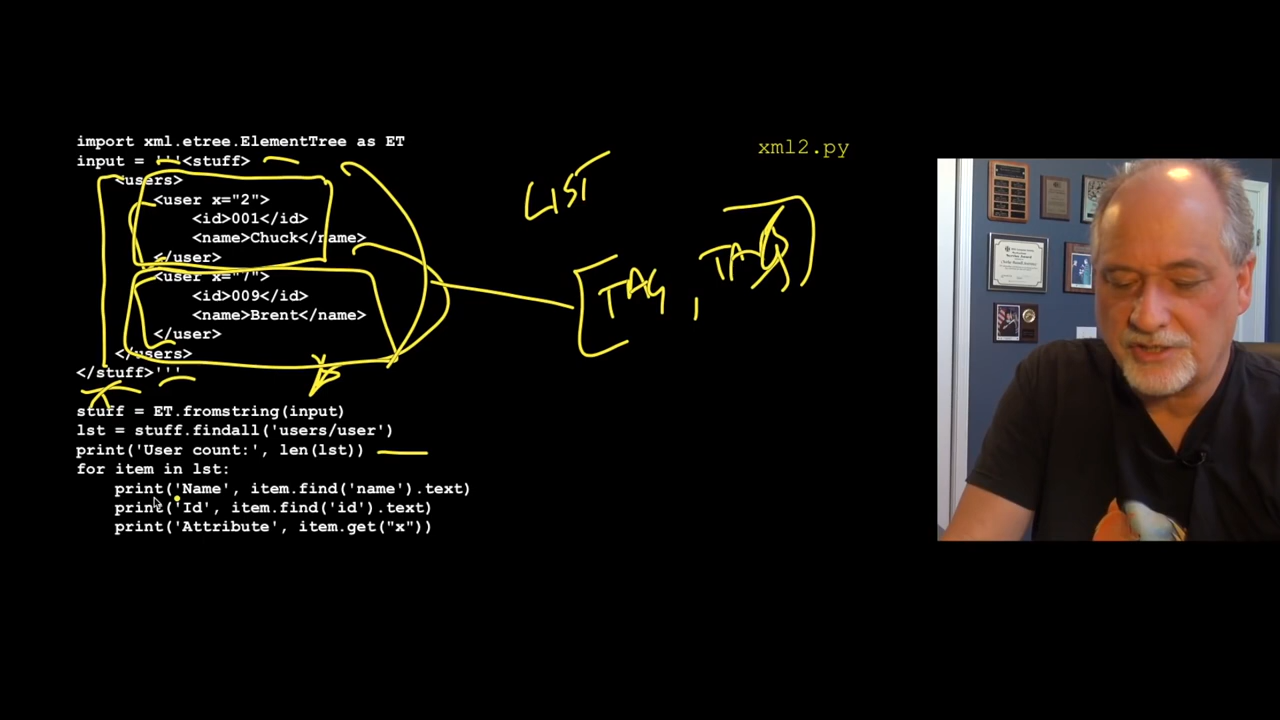 import xml.etree.ElementTree as ET
input = '''<stuff>
<users>
<user x="2">
<id>001</id>
<name>Chuck</name>
</user>
<user x="7">
<id>009</id>
<name>Brent</name>
</user>
</users>
</stuff>'''
stuff = ET.fromstring(input)
lst = stuff.findall('users/user')
print('User count:', len(lst))
for item in lst:
print('Name', item.find('name').text)
print('Id', item.find('id').text)
print('Attribute', item.get("x"))
xml2.py
LIST
[TAG, TAG]